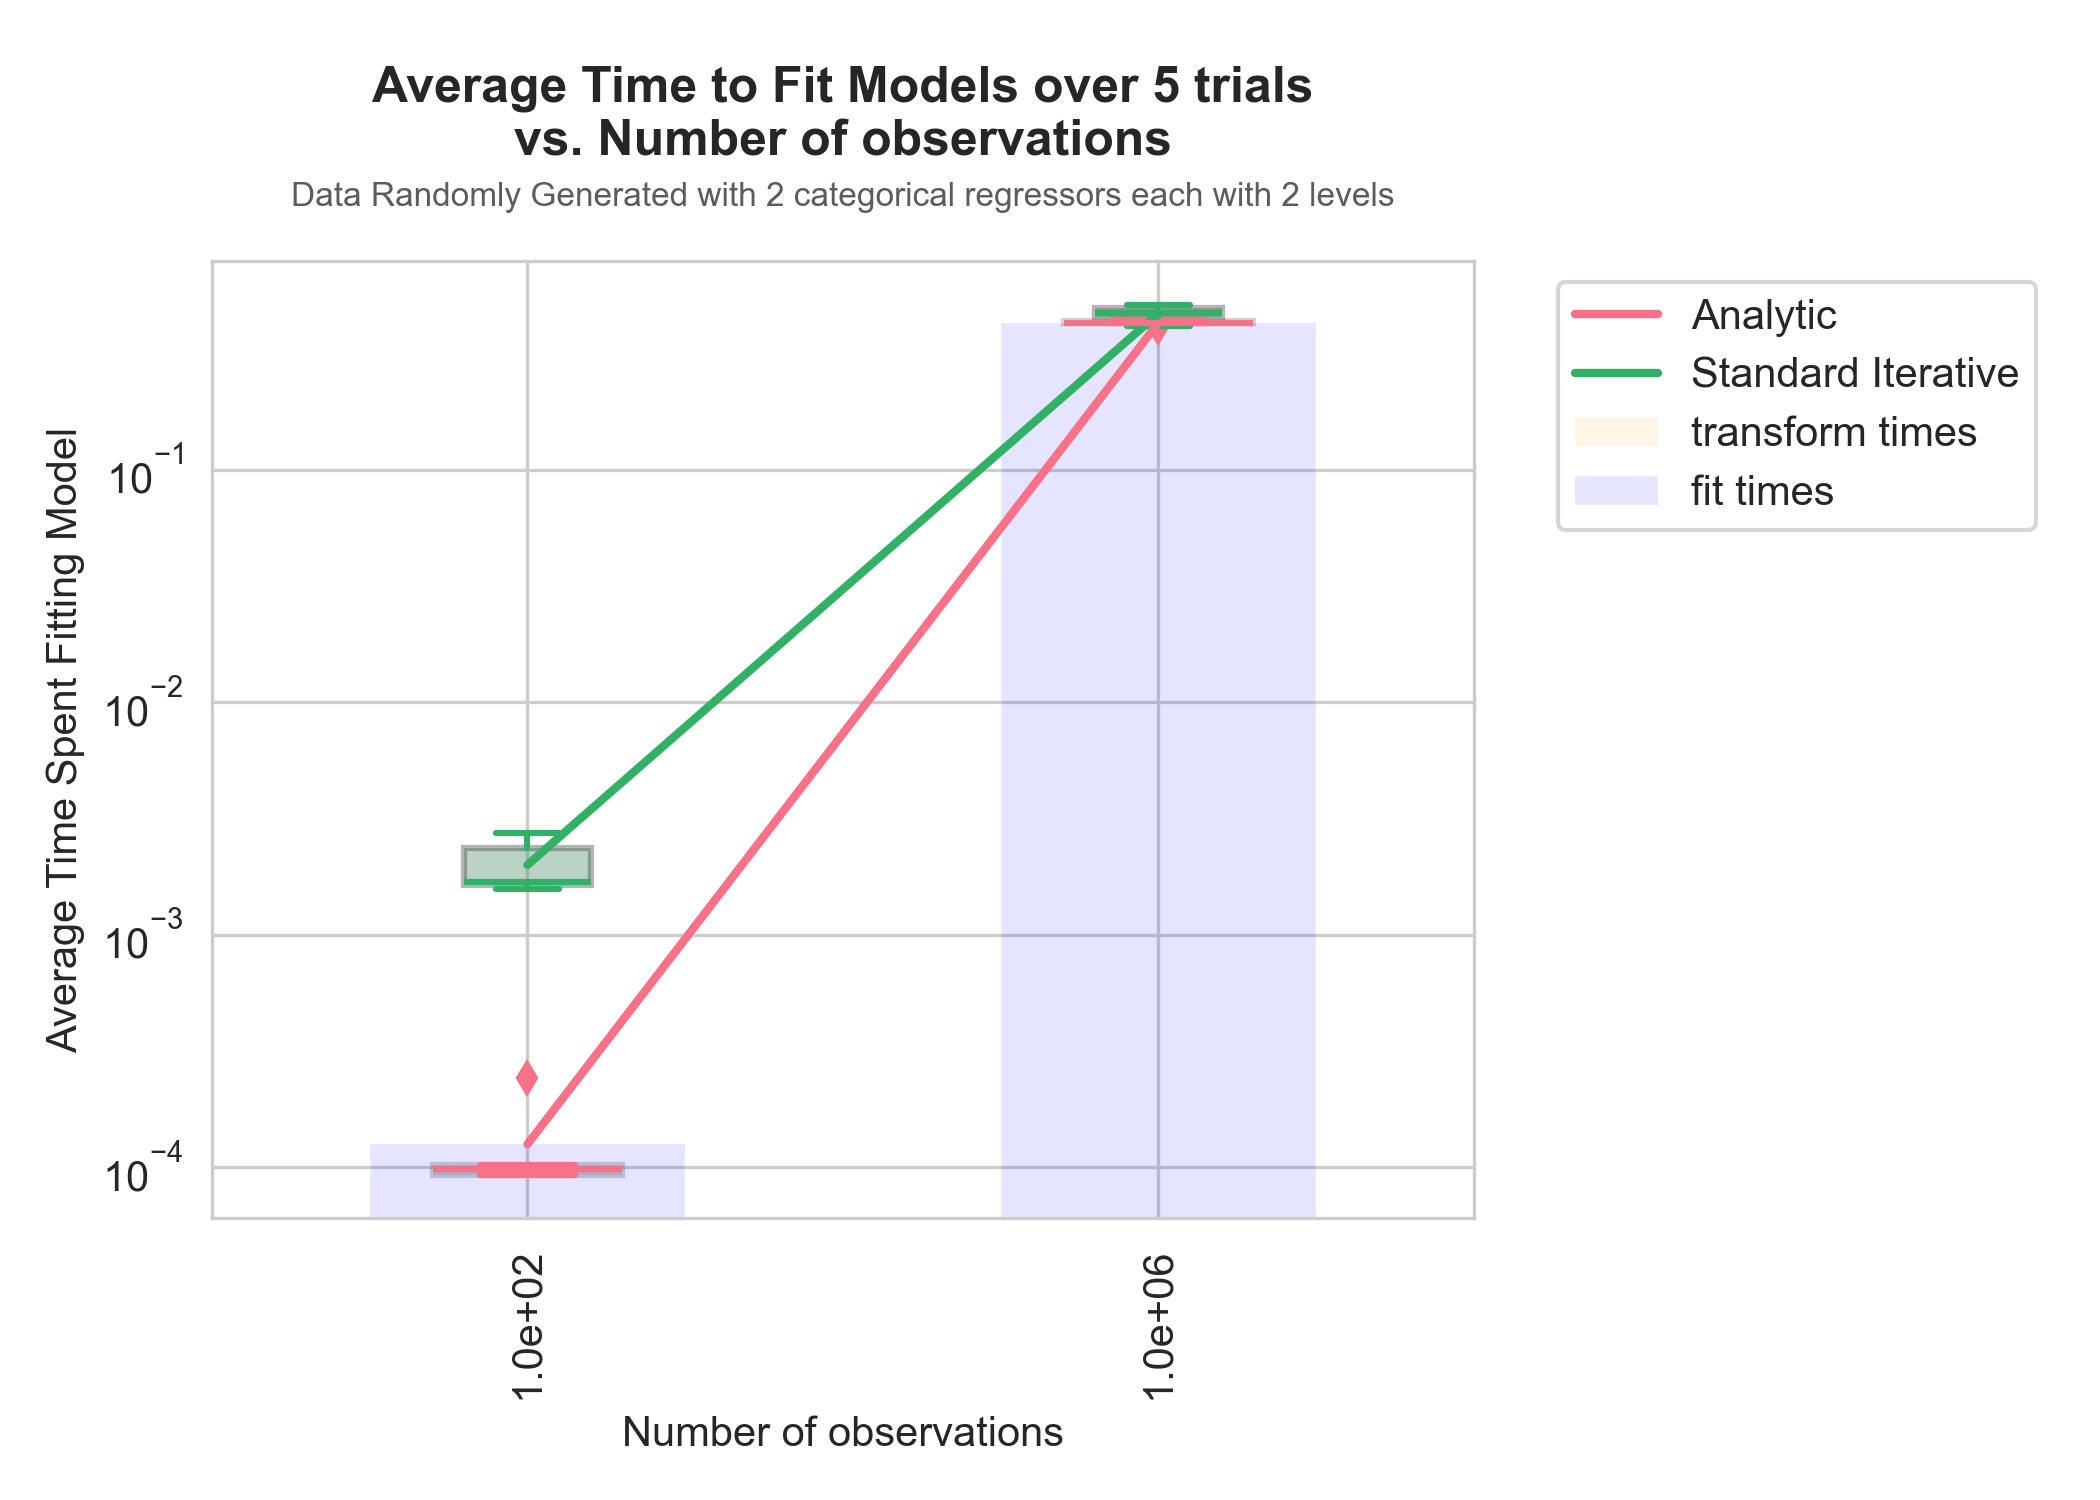 Average Time to Fit Models over 5 trials
vs. Number of observations
Data Randomly Generated with 2 categorical regressors each with 2 levels
Analytic
Standard Iterative
transform times
fit times
Average Time Spent Fitting Model
10⁻¹
10⁻²
10⁻³
10⁻⁴
1.0e+02
1.0e+06
Number of observations